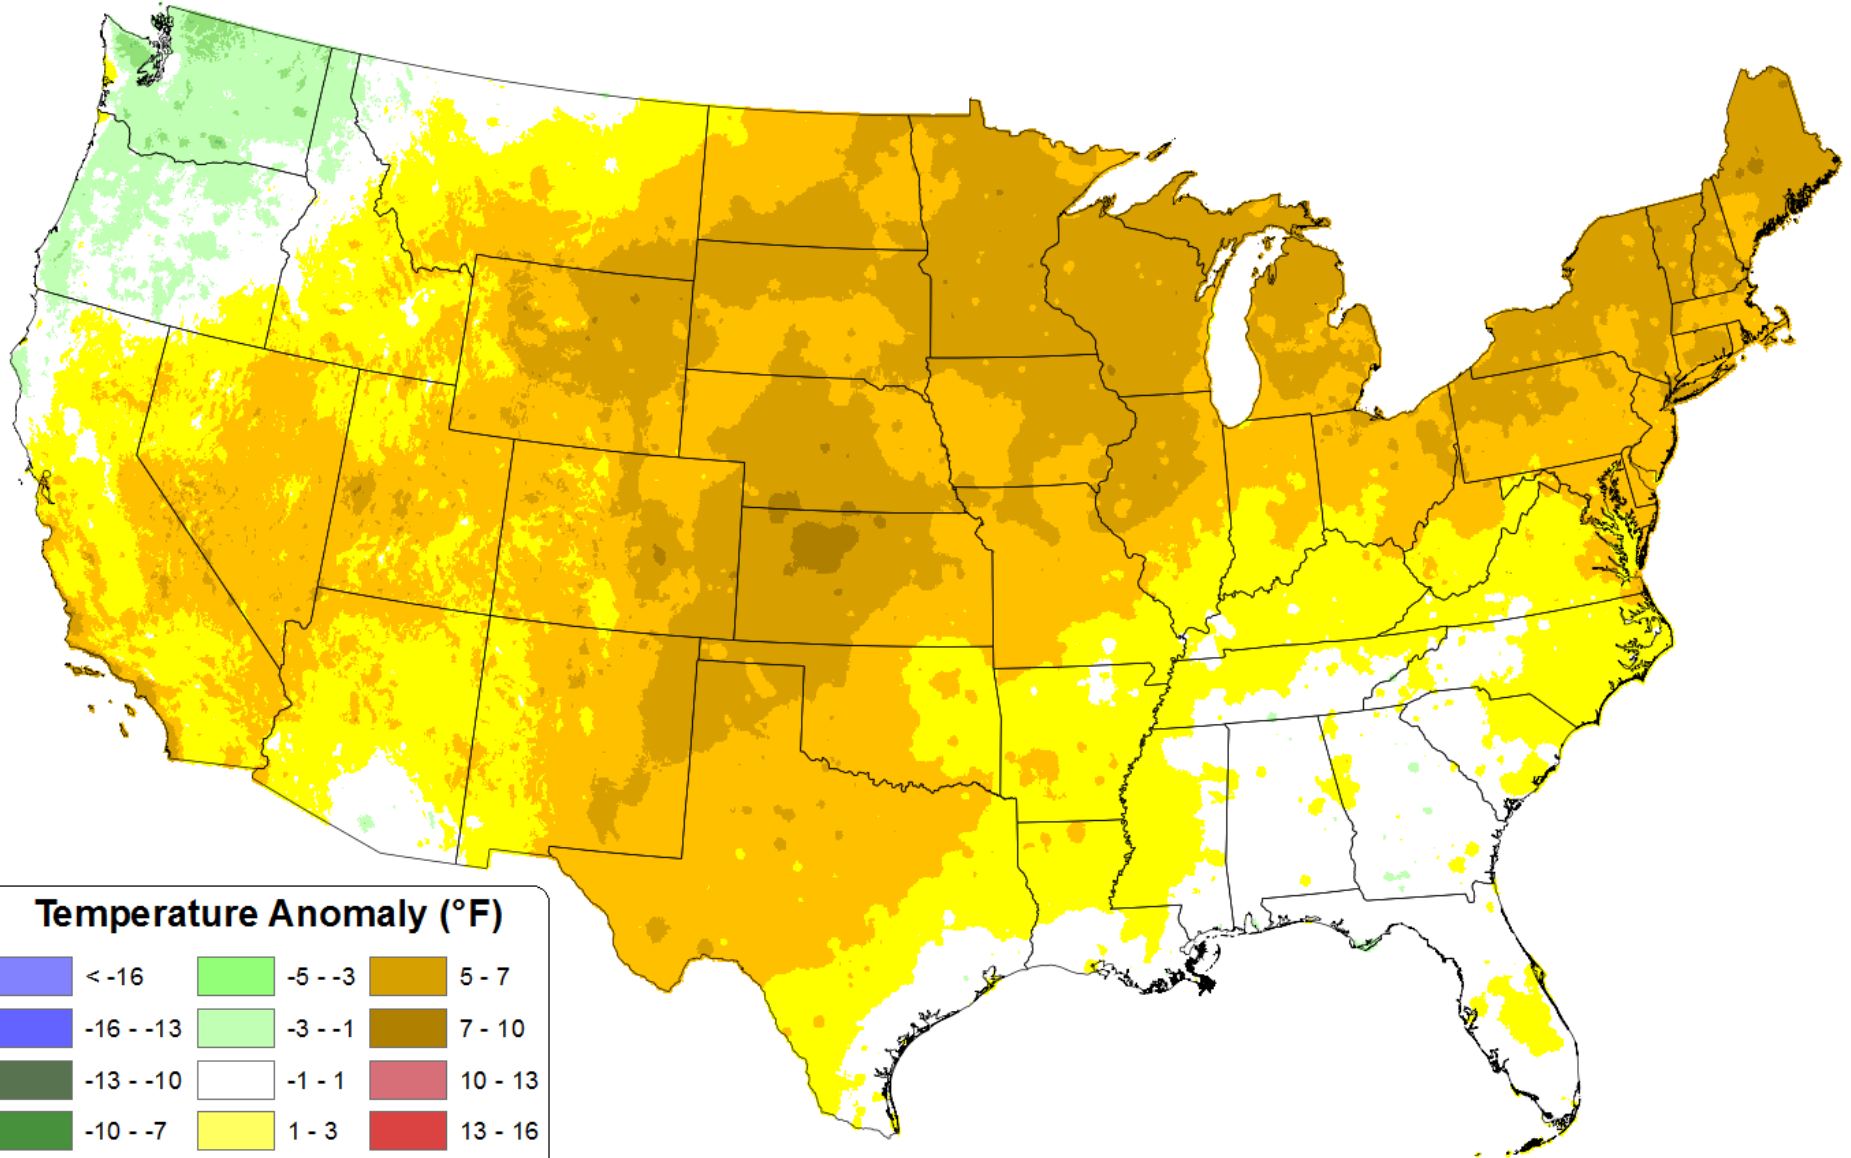 Temperature Anomaly (°F)
< -16 -5 - -3 5 - 7
-16 - -13 -3 - -1 7 - 10
-13 - -10 -1 - 1 10 - 13
-10 - -7 1 - 3 13 - 16